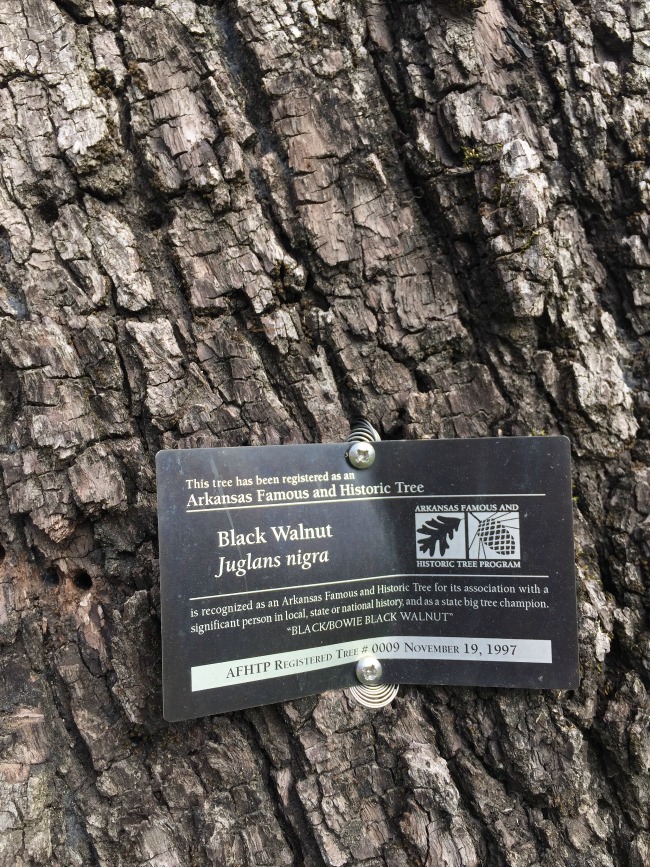 This tree has been registered as an
Arkansas Famous and Historic Tree
Black Walnut
Juglans nigra
ARKANSAS FAMOUS AND
HISTORIC TREE PROGRAM
is recognized as an Arkansas Famous and Historic Tree for its association with a
significant person in local, state or national history, and as a state big tree champion.
"BLACK/BOWIE BLACK WALNUT"
AFHTP REGISTERED TREE # 0009 NOVEMBER 19, 1997